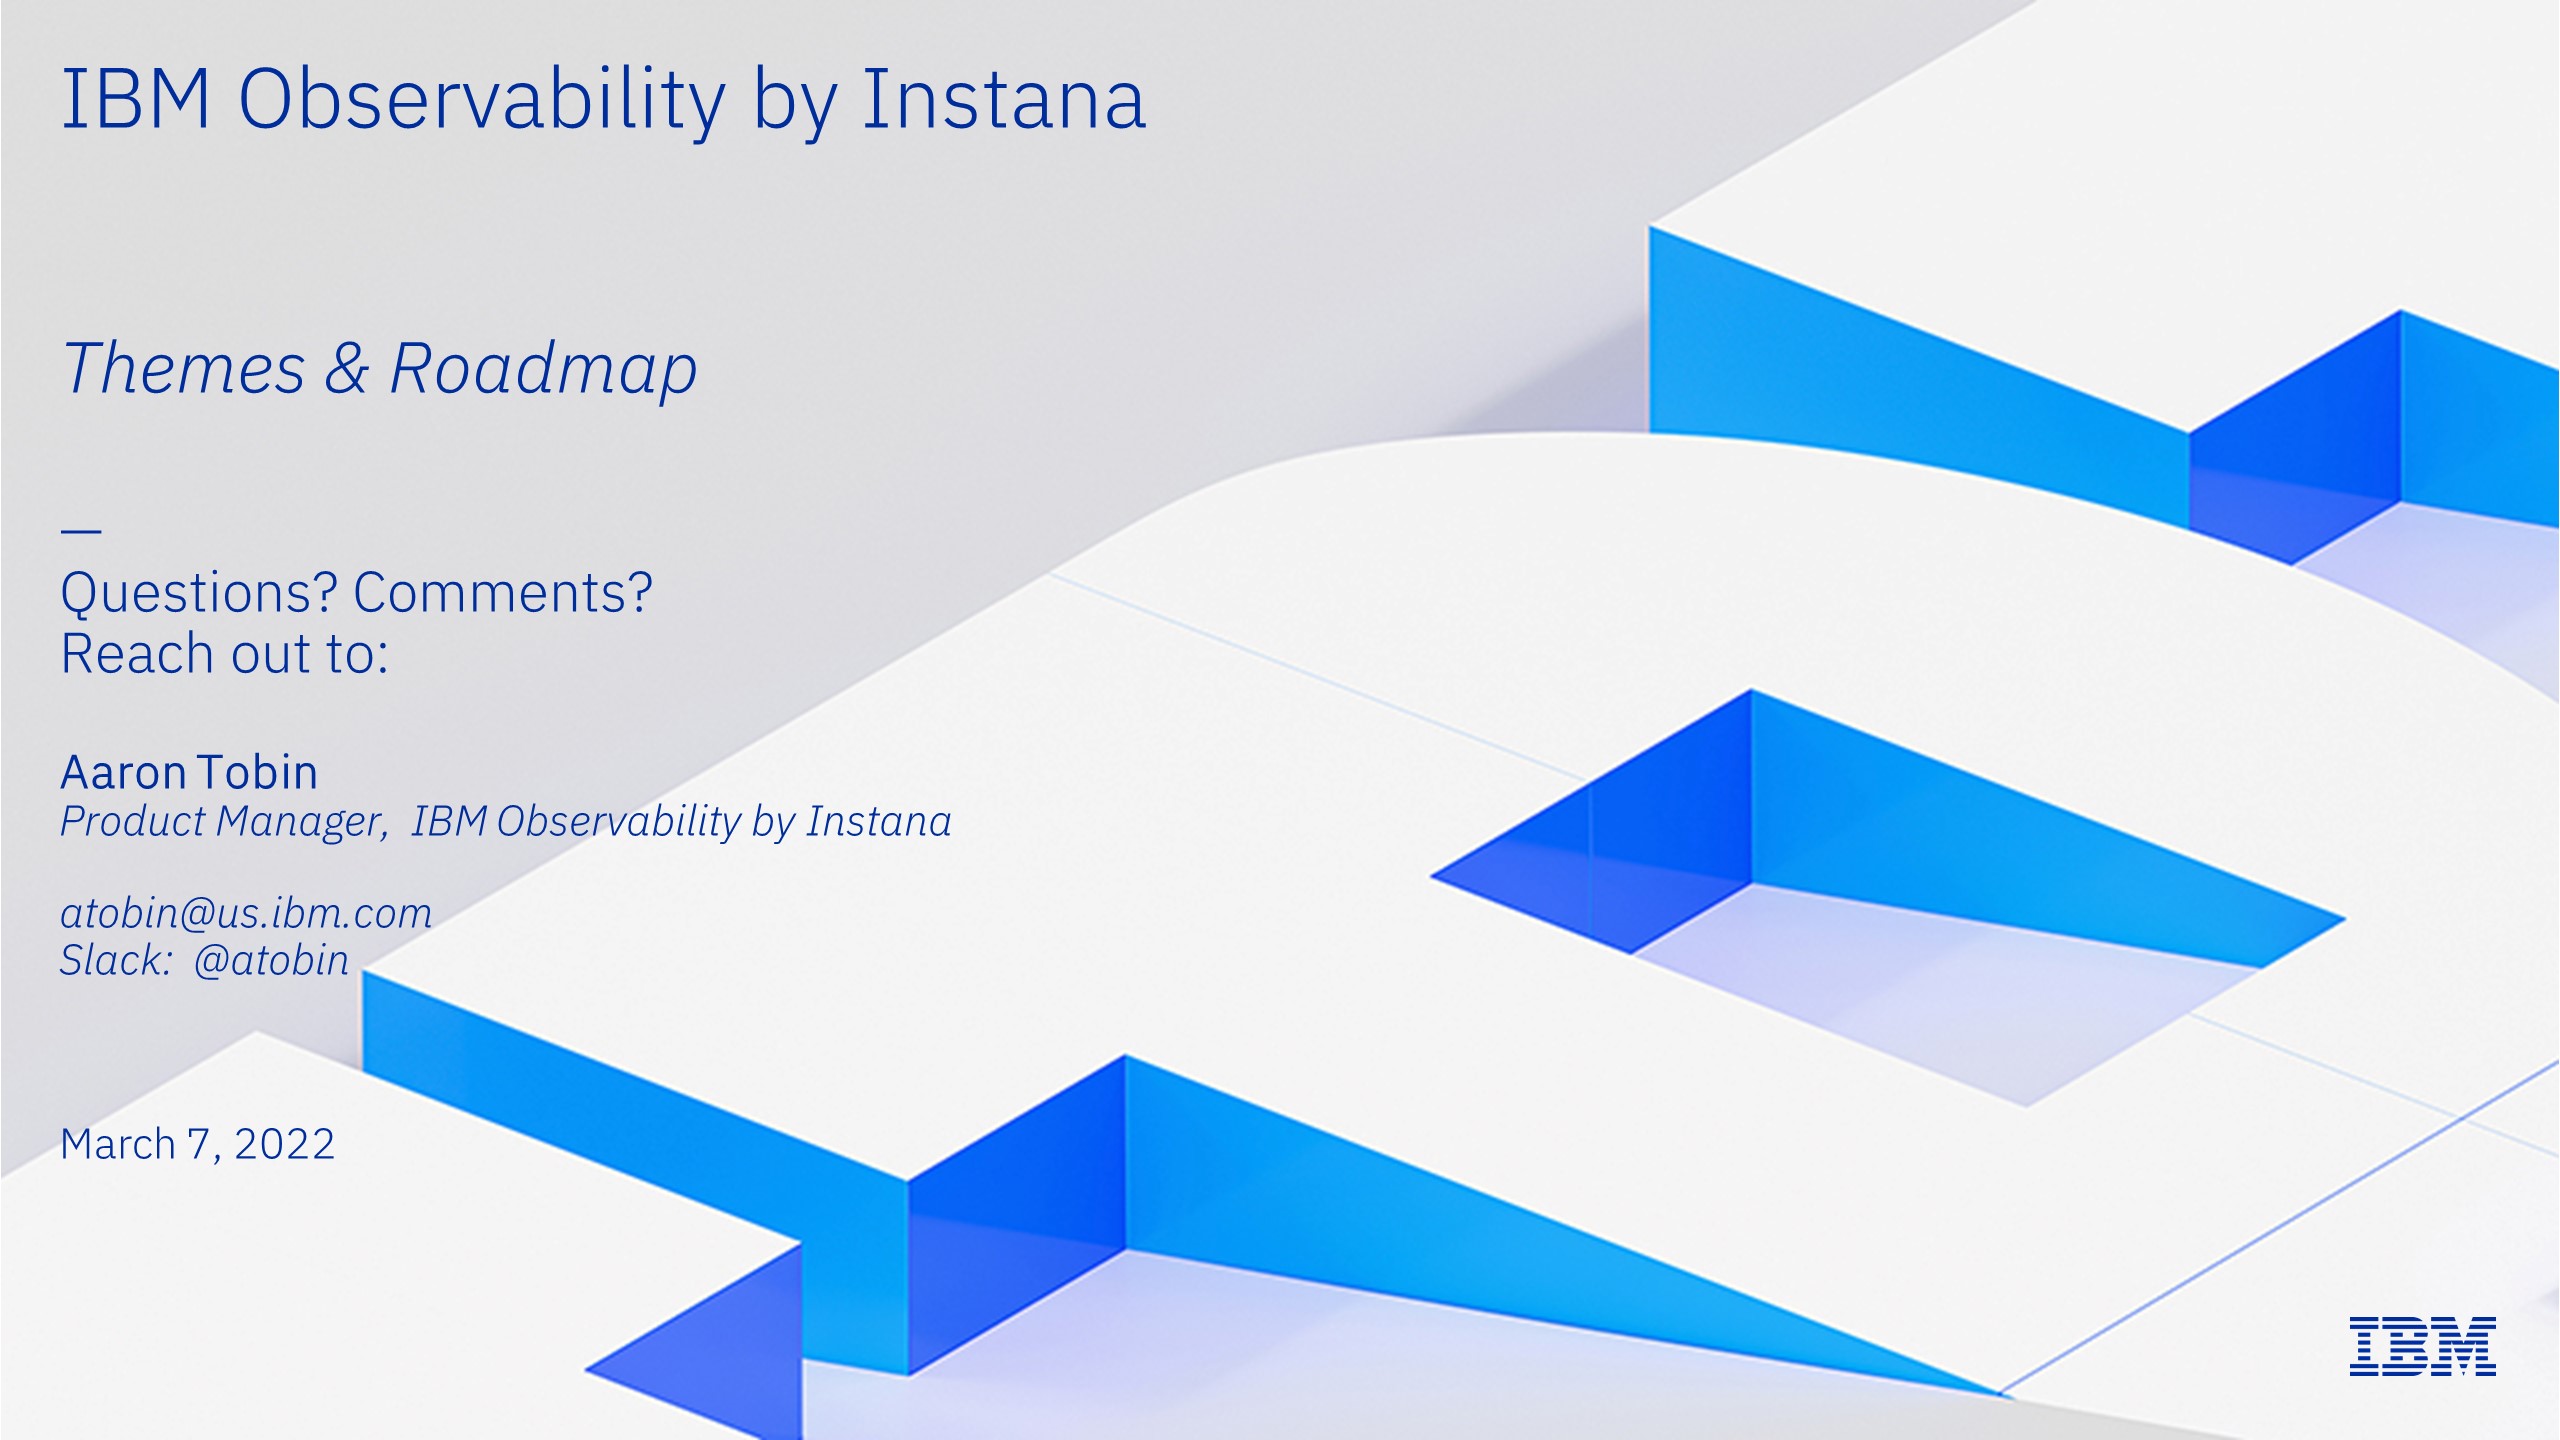 IBM Observability by Instana
Themes & Roadmap
—
Questions? Comments?
Reach out to:
Aaron Tobin
Product Manager,  IBM Observability by Instana
atobin@us.ibm.com
Slack:  @atobin
March 7, 2022
IBM